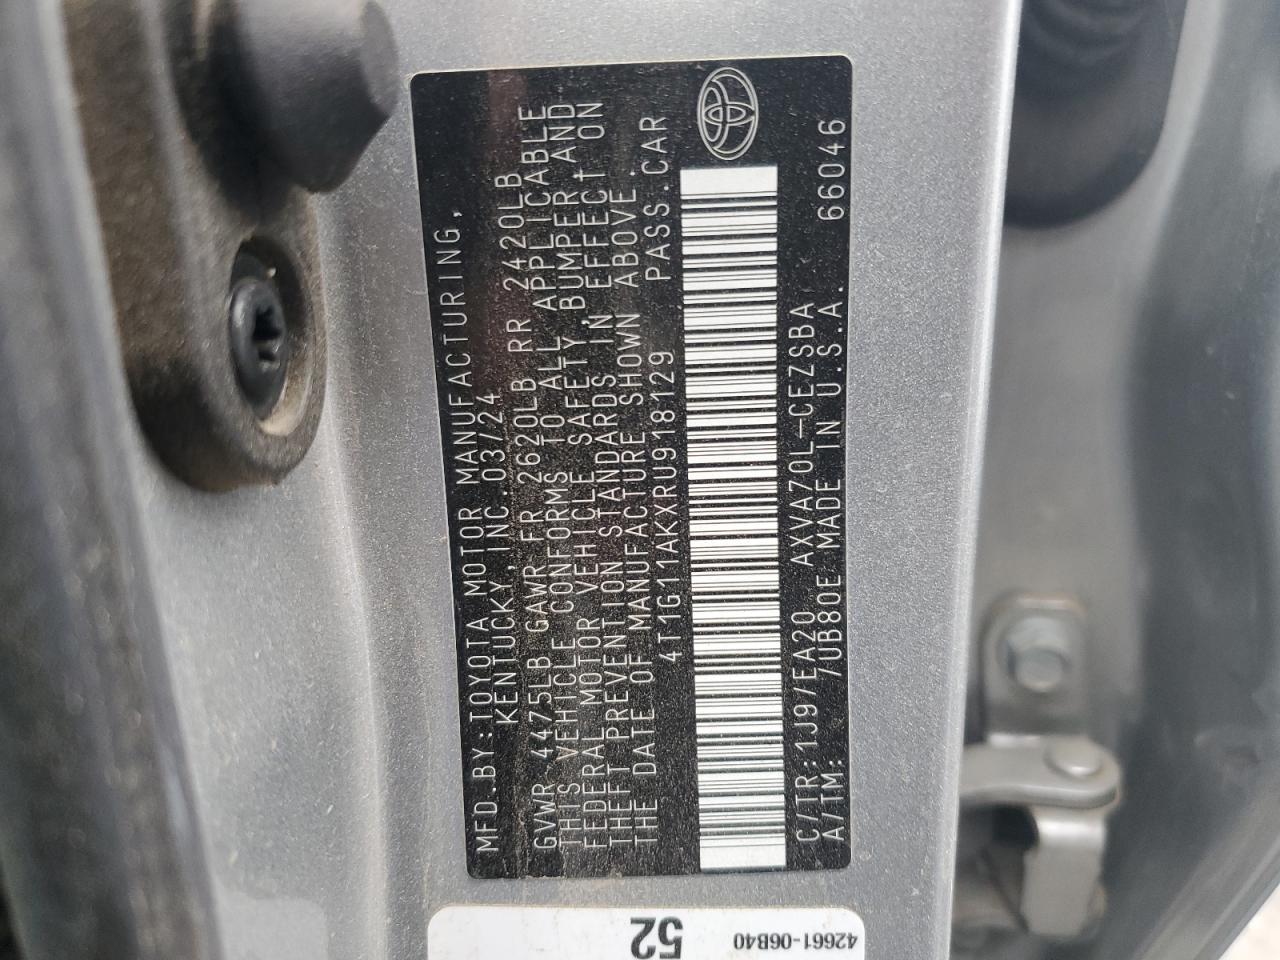 MFD.BY:TOYOTA MOTOR MANUFACTURING,
KENTUCKY, INC.03/24
GVWR 4475LB GAWR FR 2620LB RR 2420LB
THIS VEHICLE CONFORMS TO ALL APPLICABLE
FEDERAL MOTOR VEHICLE SAFETY,BUMPER,AND
THEFT PREVENTION STANDARDS IN EFFECT ON
THE DATE OF MANUFACTURE SHOWN ABOVE.
4T1G11AKXRU918129 PASS.CAR
C/TR:1J9/EA20 AXVA70L-CEZSBA
A/TM: /UB80E MADE IN U.S.A. 66046
52
42661-06B40